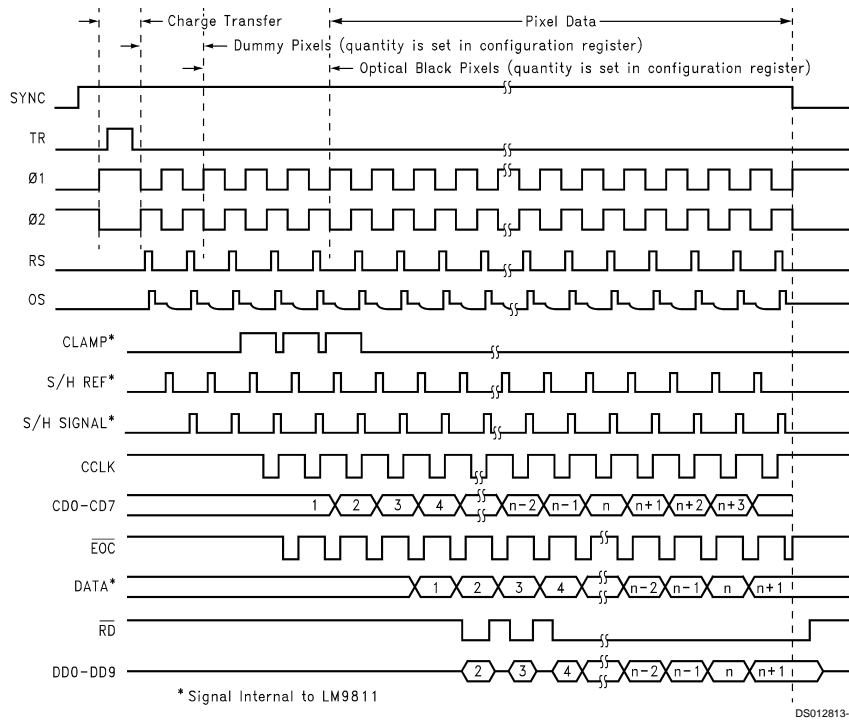 Charge Transfer
Pixel Data
Dummy Pixels (quantity is set in configuration register)
Optical Black Pixels (quantity is set in configuration register)
SYNC
TR
Ø1
Ø2
RS
OS
CLAMP*
S/H REF*
S/H SIGNAL*
CCLK
CD0-CD7 1 2 3 4 n-2 n-1 n n+1 n+2 n+3
EOC
DATA* 1 2 3 4 n-2 n-1 n n+1
RD
DD0-DD9 2 3 4 n-2 n-1 n n+1
* Signal Internal to LM9811
DS012813-